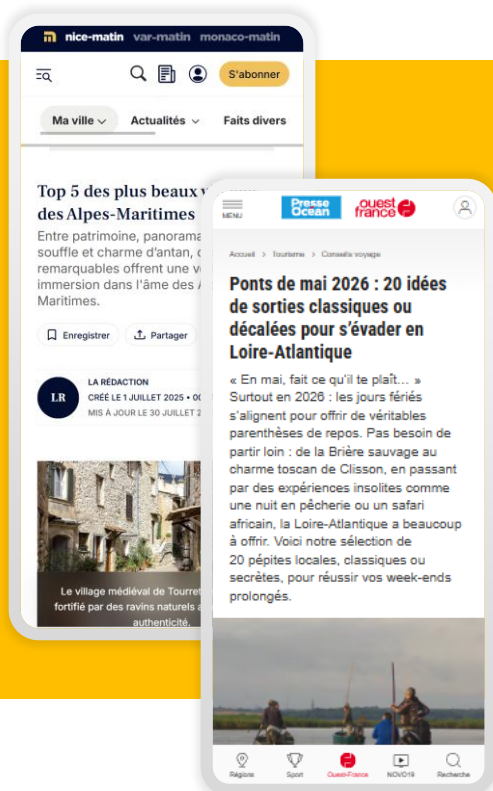 nice-matin var-matin monaco-matin
S'abonner
Ma ville Actualités Faits divers
Top 5 des plus beaux
des Alpes-Maritimes
Entre patrimoine,
souffle et charme d'antan,
remarquables offrent une
immersion dans l'âme des
Maritimes.
Enregistrer Partager
LR
LA RÉDACTION
CRÉÉ LE 1 JUILLET 2025 •
MIS À JOUR LE 30 JUILLET
Le village médiéval de
fortifié par des ravins naturels
authenticité.
MENU
Presse
Océan
ouest
france
Accueil > Tourisme > Conseils voyage
Ponts de mai 2026 : 20 idées
de sorties classiques ou
décalées pour s’évader en
Loire-Atlantique
« En mai, fait ce qu’il te plaît… »
Surtout en 2026 : les jours fériés
s’alignent pour offrir de véritables
parenthèses de repos. Pas besoin de
partir loin : de la Brière sauvage au
charme toscan de Clisson, en passant
par des expériences insolites comme
une nuit en pêcherie ou un safari
africain, la Loire-Atlantique a beaucoup
à offrir. Voici notre sélection de
20 pépites locales, classiques ou
secrètes, pour réussir vos week-ends
prolongés.
Régions Sport Ouest-France NOVO19 Recherche